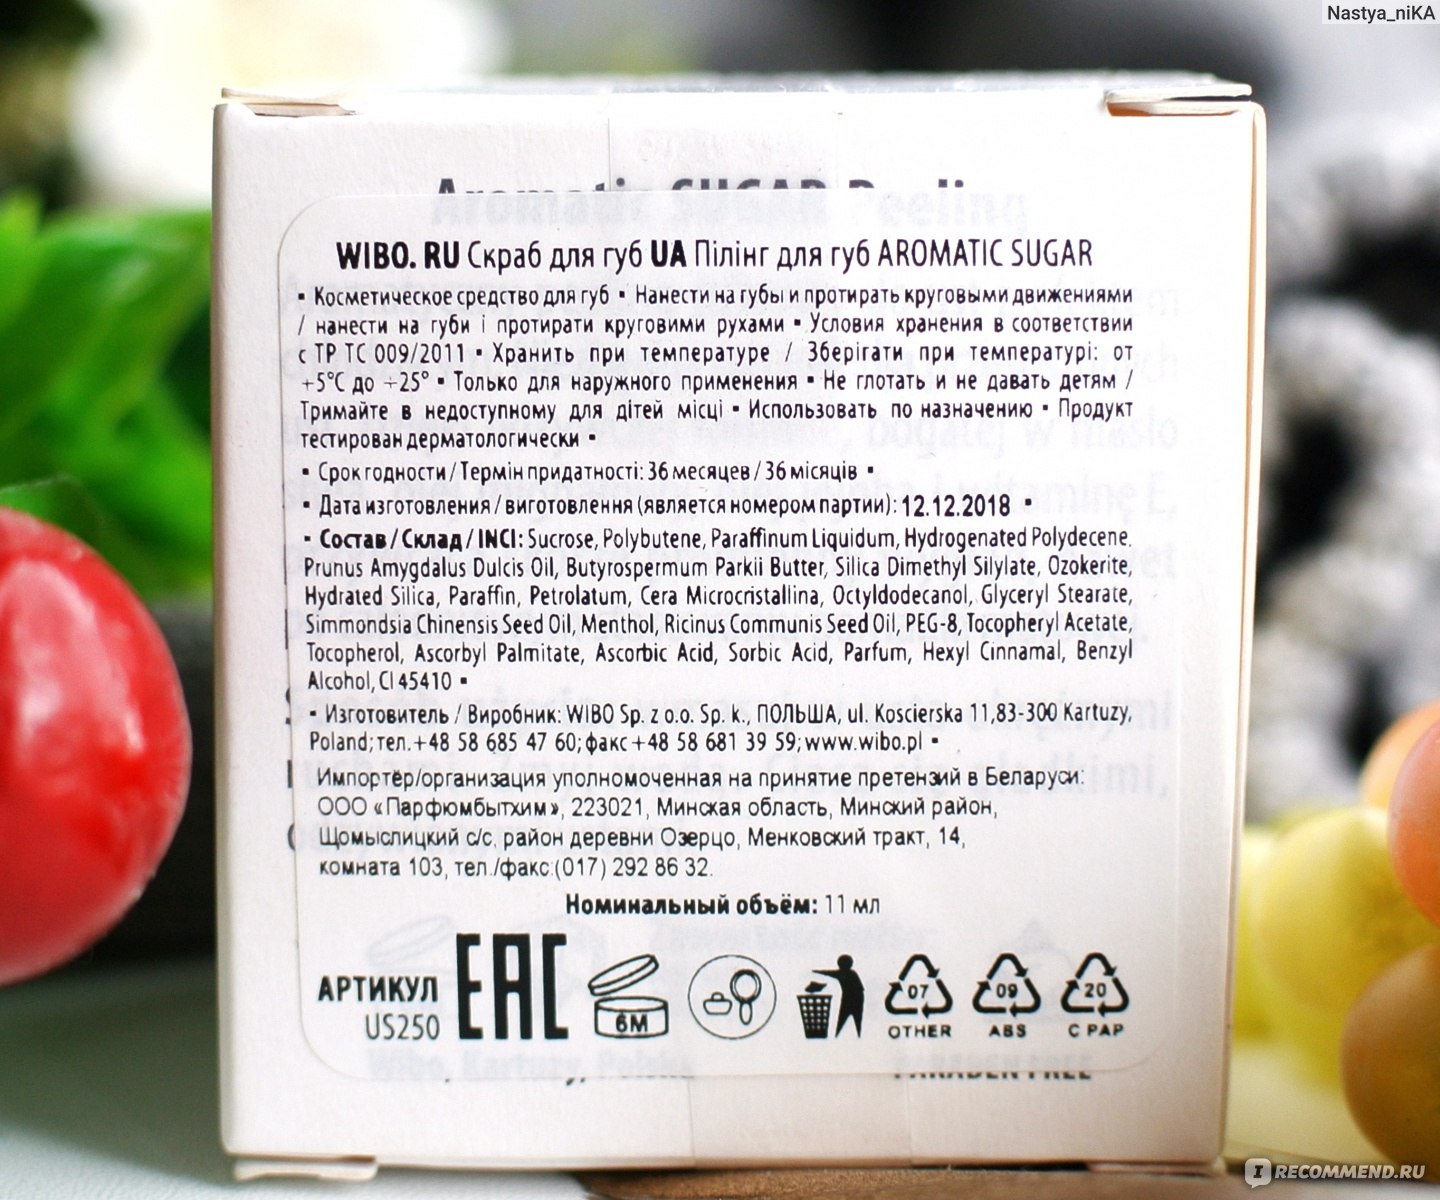 Nastya_niKA
Aromatic SUGAR Peeling
WIBO. RU Скраб для губ UA Пілінг для губ AROMATIC SUGAR
▪ Косметическое средство для губ ▪ Нанести на губы и протирать круговыми движениями
/ нанести на губи і протирати круговими рухами ▪ Условия хранения в соответствии
с ТР ТС 009/2011 ▪ Хранить при температуре / Зберігати при температурі: от
+5°С до +25° ▪ Только для наружного применения ▪ Не глотать и не давать детям /
Тримайте в недоступному для дітей місці ▪ Использовать по назначению ▪ Продукт
тестирован дерматологически ▪
▪ Срок годности / Термін придатності: 36 месяцев / 36 місяців ▪
▪ Дата изготовления / виготовлення (является номером партии): 12.12.2018 ▪
▪ Состав / Склад / INCI: Sucrose, Polybutene, Paraffinum Liquidum, Hydrogenated Polydecene,
Prunus Amygdalus Dulcis Oil, Butyrospermum Parkii Butter, Silica Dimethyl Silylate, Ozokerite,
Hydrated Silica, Paraffin, Petrolatum, Cera Microcristallina, Octyldodecanol, Glyceryl Stearate,
Simmondsia Chinensis Seed Oil, Menthol, Ricinus Communis Seed Oil, PEG-8, Tocopheryl Acetate,
Tocopherol, Ascorbyl Palmitate, Ascorbic Acid, Sorbic Acid, Parfum, Hexyl Cinnamal, Benzyl
Alcohol, CI 45410 ▪
▪ Изготовитель / Виробник: WIBO Sp. z o.o. Sp. k., ПОЛЬША, ul. Koscierska 11,83-300 Kartuzy,
Poland; тел.+48 58 685 47 60; факс +48 58 681 39 59; www.wibo.pl ▪
Импортёр/организация уполномоченная на принятие претензий в Беларуси:
ООО «Парфюмбытхим», 223021, Минская область, Минский район,
Щомыслицкий с/с, район деревни Озерцо, Менковский тракт, 14,
комната 103, тел./факс:(017) 292 86 32.
Номинальный объём: 11 мл
АРТИКУЛ
US250
EAC
6M
07
OTHER
09
ABS
20
C PAP
Wibo, Kartuzy, Polska
PARABEN FREE
IRECOMMEND.RU